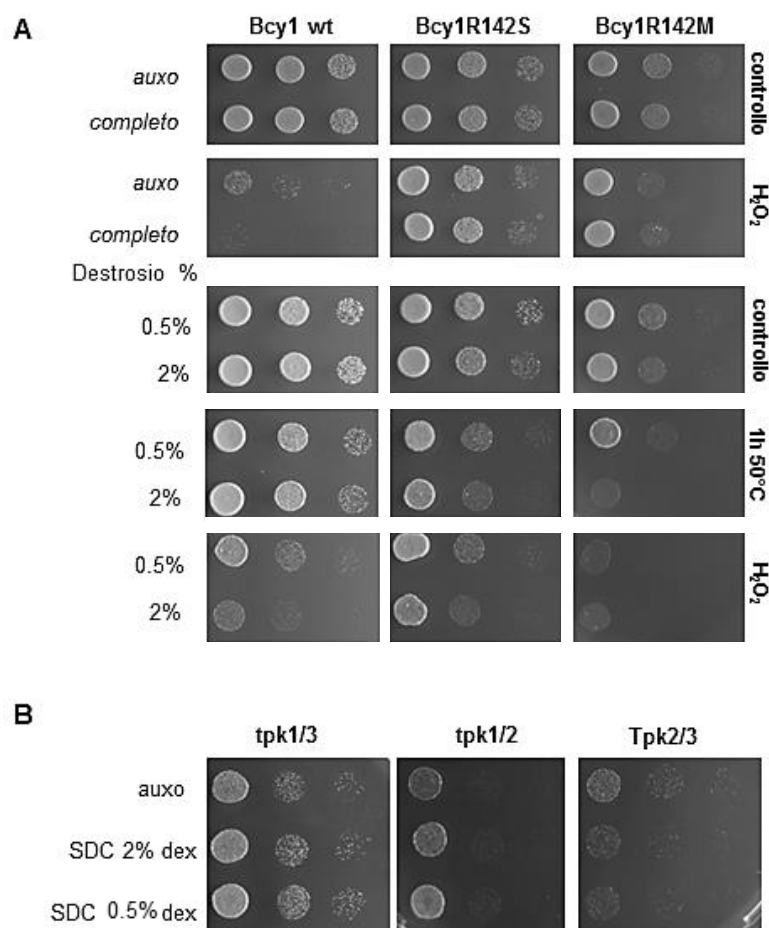 A
Bcy1 wt Bcy1R142S Bcy1R142M
auxo
completo
controllo
auxo
completo
H₂O₂
Destrosio %
0.5%
2%
controllo
0.5%
2%
1h 50°C
0.5%
2%
H₂O₂
B
tpk1/3 tpk1/2 Tpk2/3
auxo
SDC 2% dex
SDC 0.5% dex